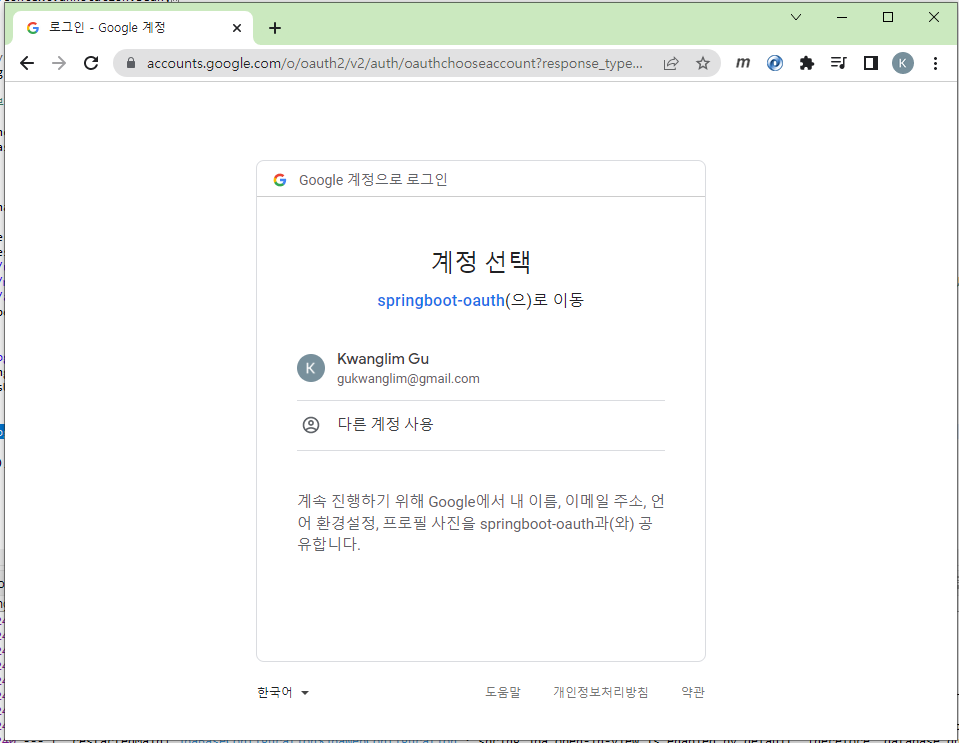 로그인 - Google 계정
accounts.google.com/o/oauth2/v2/auth/oauthchooseaccount?response_type...
m
K
G Google 계정으로 로그인
계정 선택
springboot-oauth(으)로 이동
K
Kwanglim Gu
gukwanglim@gmail.com
다른 계정 사용
계속 진행하기 위해 Google에서 내 이름, 이메일 주소, 언
어 환경설정, 프로필 사진을 springboot-oauth과(와) 공
유합니다.
한국어
도움말 개인정보처리방침 약관